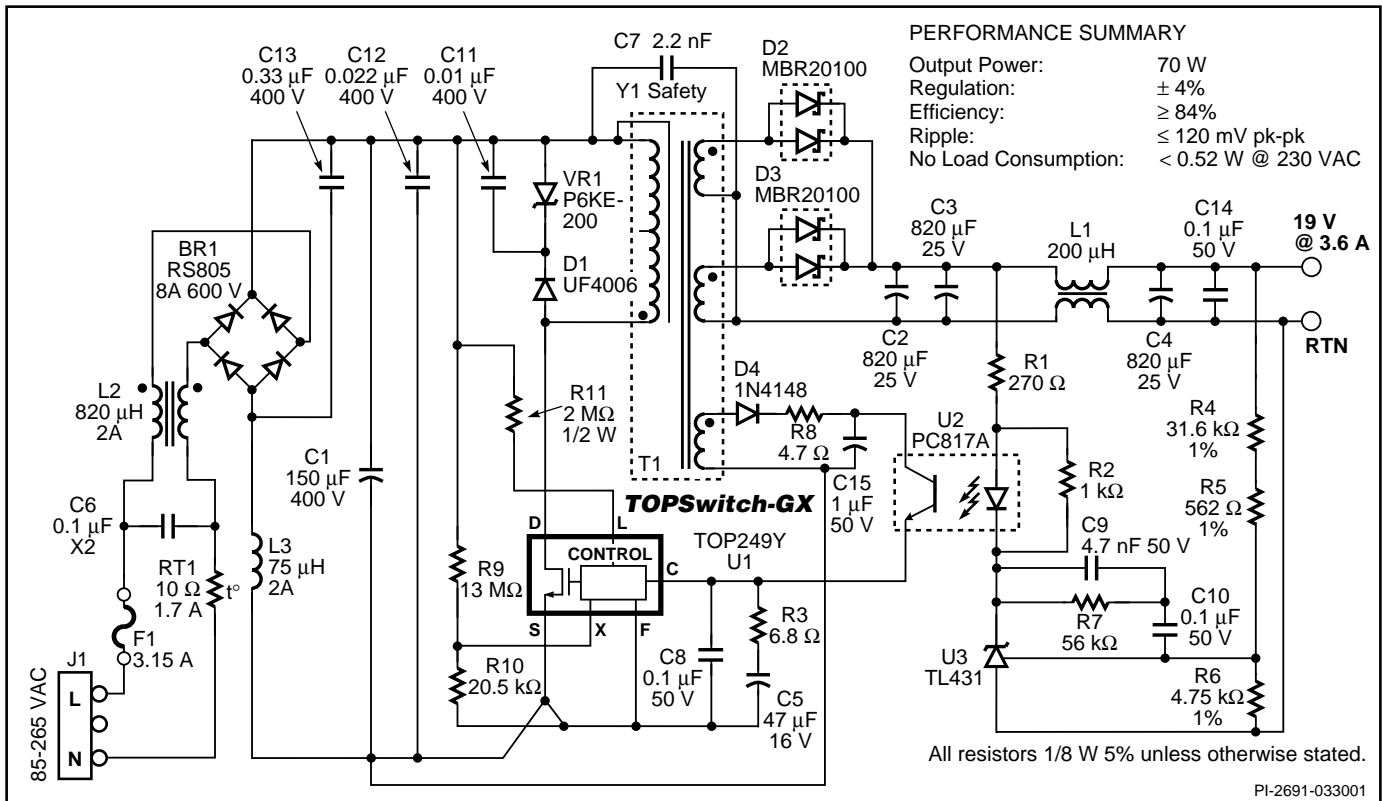 PERFORMANCE SUMMARY
Output Power: 70 W
Regulation: ± 4%
Efficiency: ≥ 84%
Ripple: ≤ 120 mV pk-pk
No Load Consumption: < 0.52 W @ 230 VAC
C13
0.33 µF
400 V
C12
0.022 µF
400 V
C11
0.01 µF
400 V
C7 2.2 nF
Y1 Safety
D2
MBR20100
D3
MBR20100
VR1
P6KE-
200
D1
UF4006
BR1
RS805
8A 600 V
C3
820 µF
25 V
L1
200 µH
C14
0.1 µF
50 V
19 V
@ 3.6 A
RTN
C2
820 µF
25 V
C4
820 µF
25 V
R1
270 Ω
L2
820 µH
2A
C1
150 µF
400 V
R11
2 MΩ
1/2 W
T1
D4
1N4148
R8
4.7 Ω
C15
1 µF
50 V
U2
PC817A
R2
1 kΩ
R4
31.6 kΩ
1%
R5
562 Ω
1%
C9
4.7 nF 50 V
TOPSwitch-GX
D
L
CONTROL
C
S
X
F
TOP249Y
U1
C6
0.1 µF
X2
RT1
10 Ω
1.7 A
t°
L3
75 µH
2A
R9
13 MΩ
R10
20.5 kΩ
C8
0.1 µF
50 V
R3
6.8 Ω
C5
47 µF
16 V
R7
56 kΩ
C10
0.1 µF
50 V
U3
TL431
R6
4.75 kΩ
1%
F1
3.15 A
J1
L
N
85-265 VAC
All resistors 1/8 W 5% unless otherwise stated.
PI-2691-033001